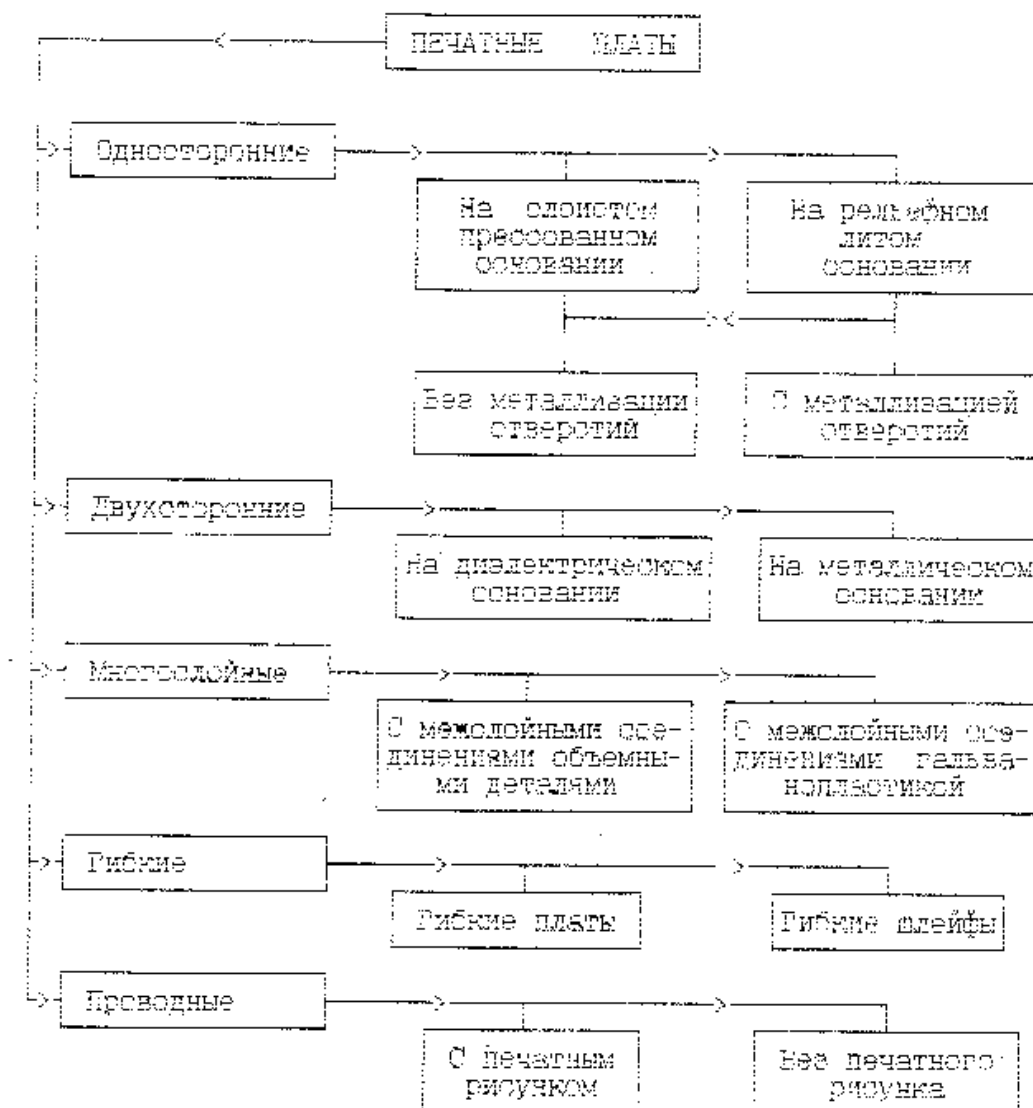 ПЕЧАТНЫЕ ПЛАТЫ
Односторонние
На слоистом
прессованном
основании
На рельефном
литом
основании
Без металлизации
отверстий
С металлизацией
отверстий
Двухсторонние
На диэлектрическом
основании
На металлическом
основании
Многослойные
С межслойными сое-
динениями объемны-
ми деталями
С межслойными сое-
динениями гальва-
нопластикой
Гибкие
Гибкие платы
Гибкие шлейфы
Проводные
С печатным
рисунком
Без печатного
рисунка